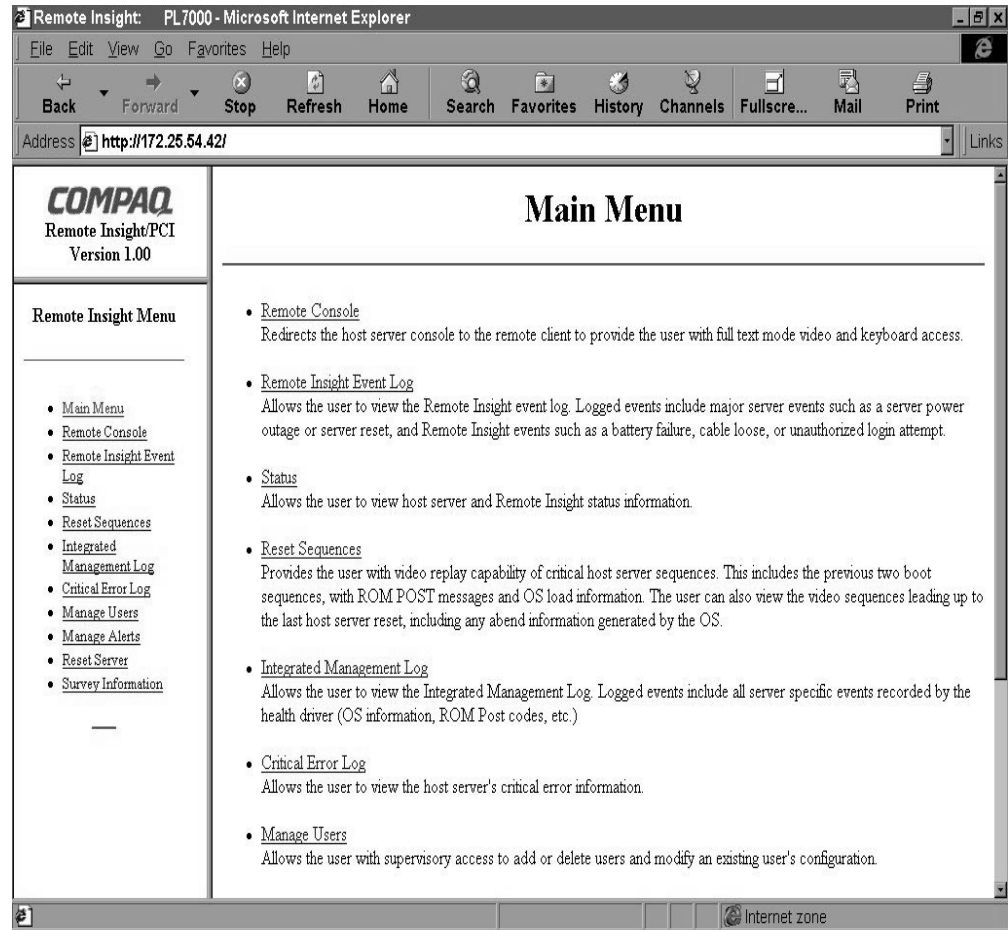 Remote Insight: PL7000 - Microsoft Internet Explorer
File Edit View Go Favorites Help
Back Forward Stop Refresh Home Search Favorites History Channels Fullscre... Mail Print
Address http://172.25.54.42/ Links
COMPAQ
Remote Insight/PCI
Version 1.00
Remote Insight Menu
Main Menu
Remote Console
Remote Insight Event
Log
Status
Reset Sequences
Integrated
Management Log
Critical Error Log
Manage Users
Manage Alerts
Reset Server
Survey Information
Main Menu
Remote Console
Redirects the host server console to the remote client to provide the user with full text mode video and keyboard access.
Remote Insight Event Log
Allows the user to view the Remote Insight event log. Logged events include major server events such as a server power
outage or server reset, and Remote Insight events such as a battery failure, cable loose, or unauthorized login attempt.
Status
Allows the user to view host server and Remote Insight status information.
Reset Sequences
Provides the user with video replay capability of critical host server sequences. This includes the previous two boot
sequences, with ROM POST messages and OS load information. The user can also view the video sequences leading up to
the last host server reset, including any abend information generated by the OS.
Integrated Management Log
Allows the user to view the Integrated Management Log. Logged events include all server specific events recorded by the
health driver (OS information, ROM Post codes, etc.)
Critical Error Log
Allows the user to view the host server's critical error information.
Manage Users
Allows the user with supervisory access to add or delete users and modify an existing user's configuration.
Internet zone